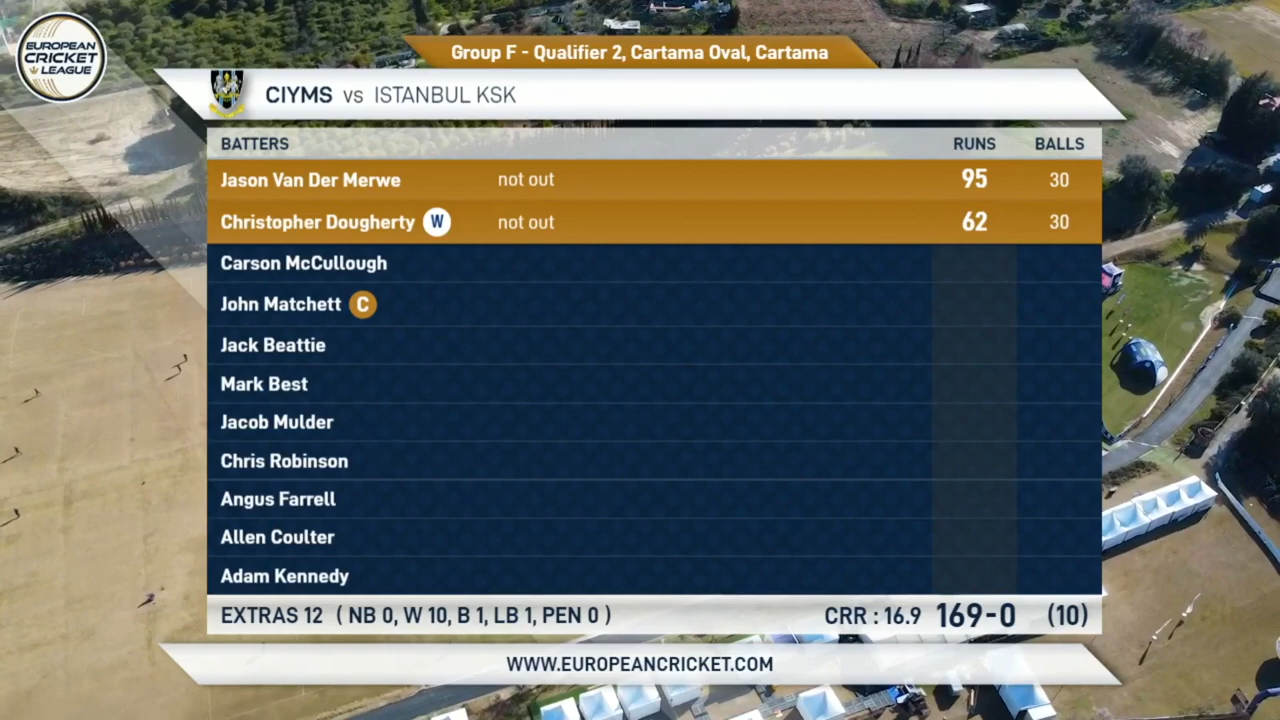 EUROPEAN
CRICKET
LEAGUE
Group F - Qualifier 2, Cartama Oval, Cartama
CIYMS vs ISTANBUL KSK
BATTERS RUNS BALLS
Jason Van Der Merwe not out 95 30
Christopher Dougherty W not out 62 30
Carson McCullough
John Matchett C
Jack Beattie
Mark Best
Jacob Mulder
Chris Robinson
Angus Farrell
Allen Coulter
Adam Kennedy
EXTRAS 12 ( NB 0, W 10, B 1, LB 1, PEN 0 ) CRR : 16.9 169-0 (10)
WWW.EUROPEANCRICKET.COM